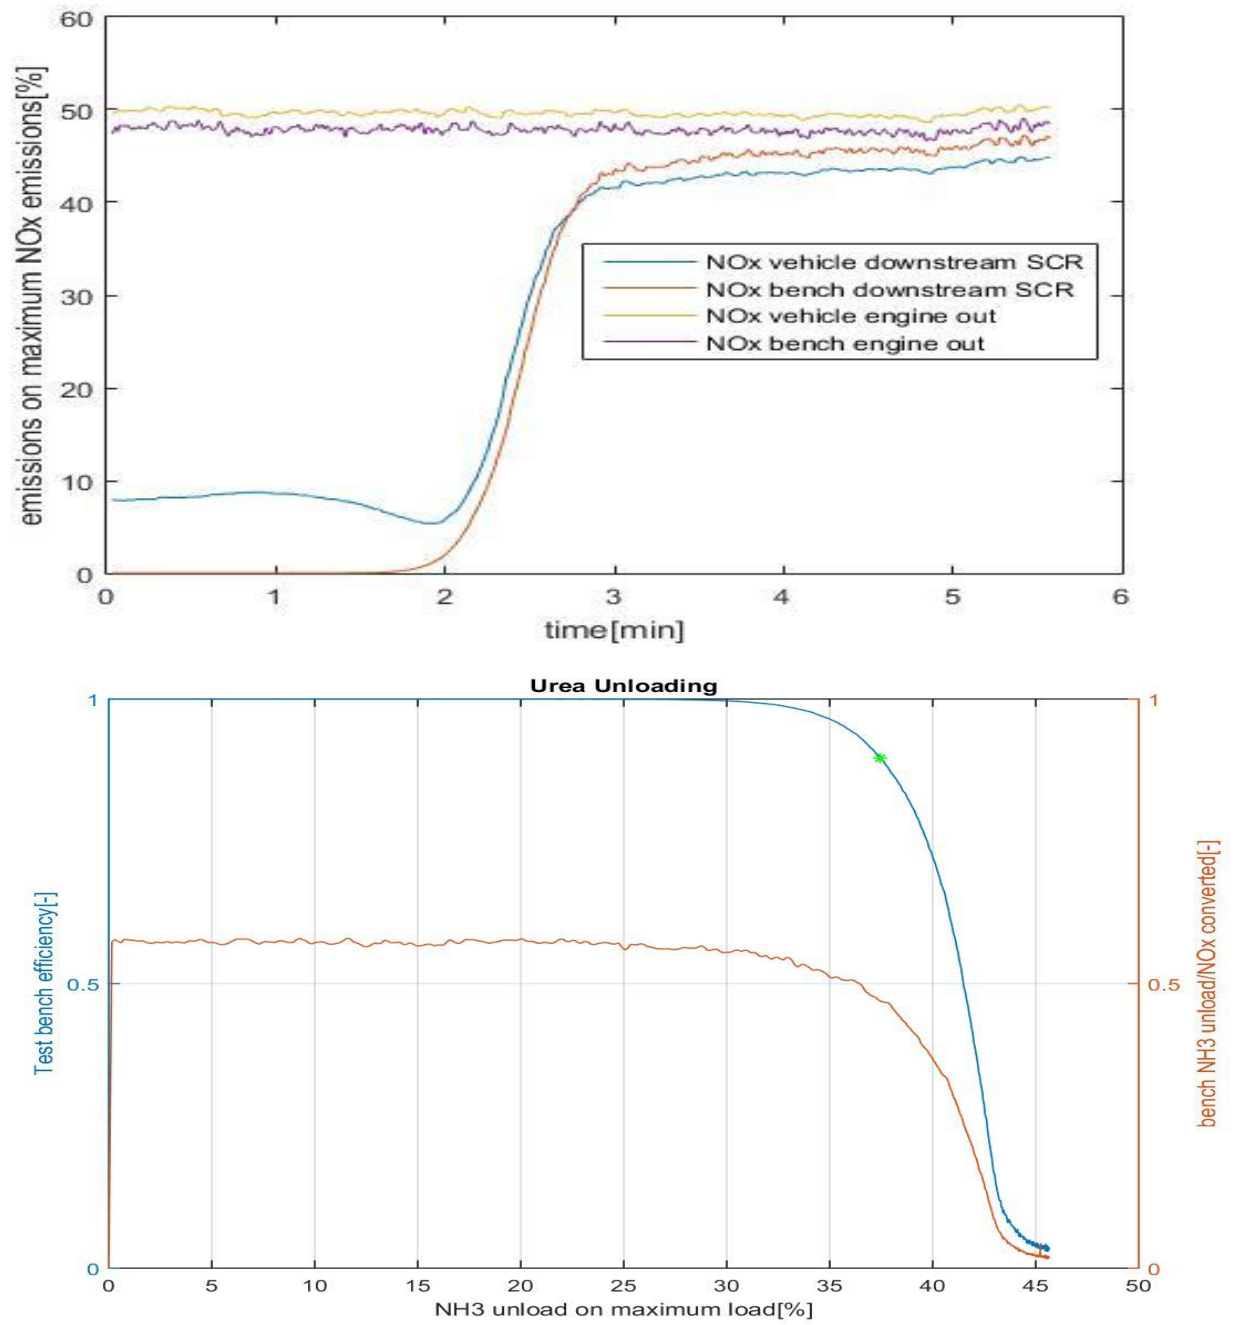 60
50
40
30
20
10
0
emissions on maximum NOx emissions[%]
NOx vehicle downstream SCR
NOx bench downstream SCR
NOx vehicle engine out
NOx bench engine out
0 1 2 3 4 5 6
time[min]
Urea Unloading
1
0.5
0
Test bench efficiency[-]
1
0.5
0
bench NH3 unload/NOx converted[-]
0 5 10 15 20 25 30 35 40 45 50
NH3 unload on maximum load[%]